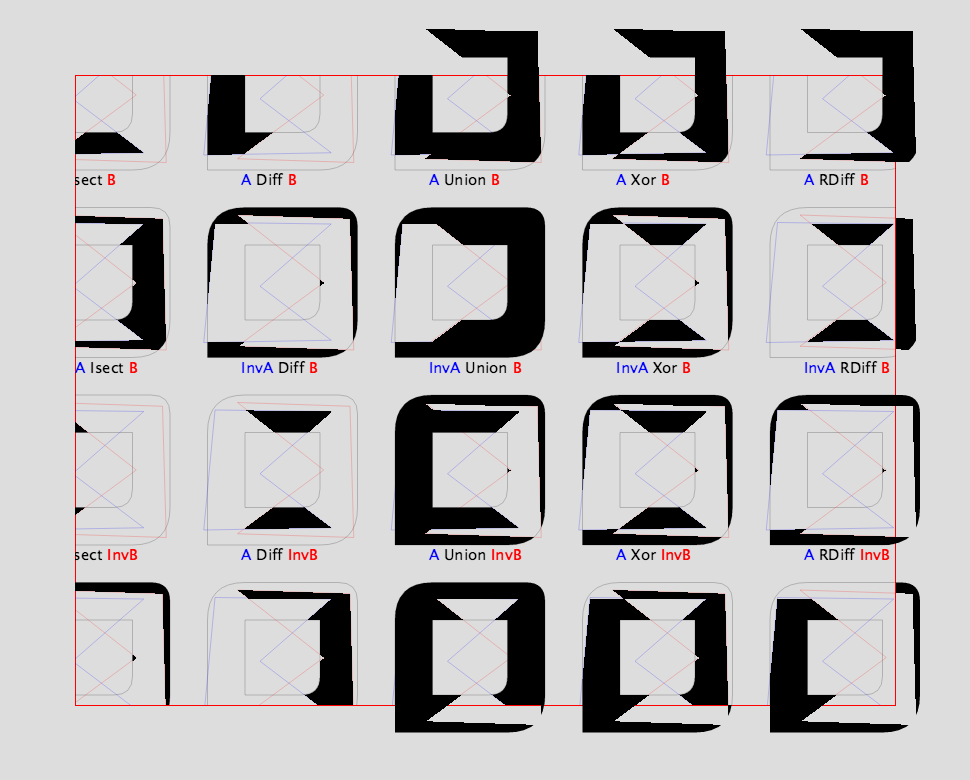 sect B A Diff B A Union B A Xor B A RDiff B
A Isect B InvA Diff B InvA Union B InvA Xor B InvA RDiff B
sect InvB A Diff InvB A Union InvB A Xor InvB A RDiff InvB